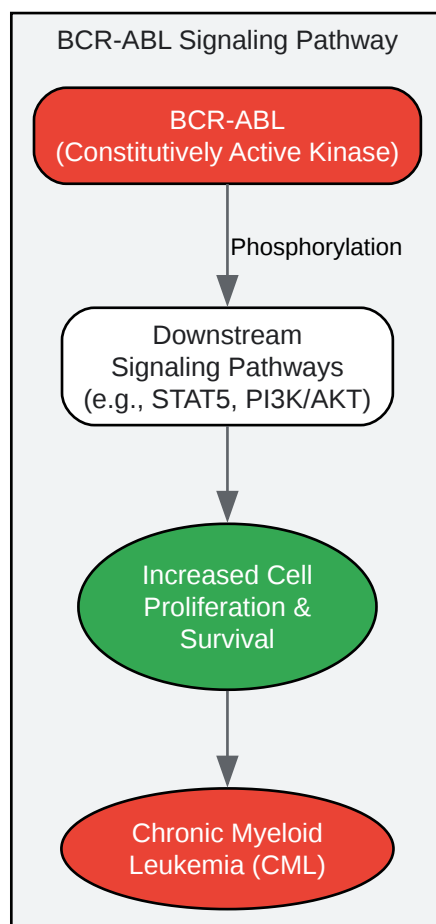 BCR-ABL Signaling Pathway
BCR-ABL
(Constitutively Active Kinase)
Phosphorylation
Downstream
Signaling Pathways
(e.g., STAT5, PI3K/AKT)
Increased Cell
Proliferation &
Survival
Chronic Myeloid
Leukemia (CML)